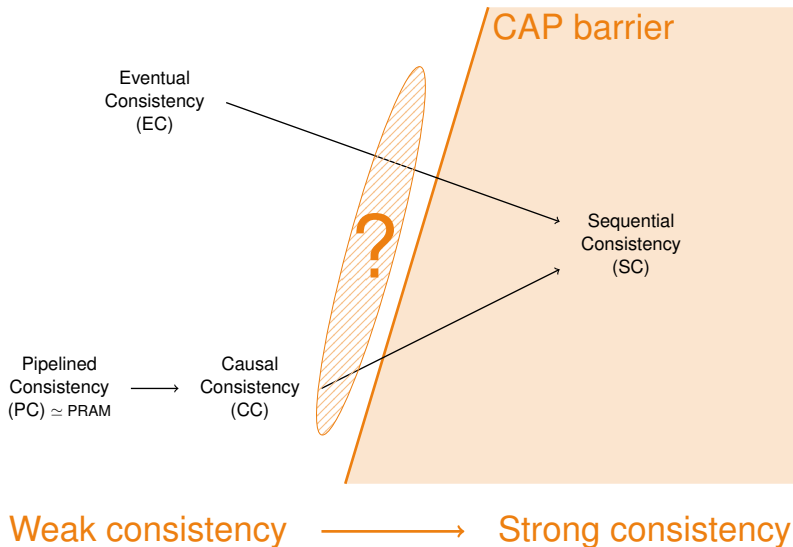 CAP barrier
Eventual
Consistency
(EC)
?
Sequential
Consistency
(SC)
Pipelined
Consistency
(PC) ≃ PRAM
Causal
Consistency
(CC)
Weak consistency
Strong consistency